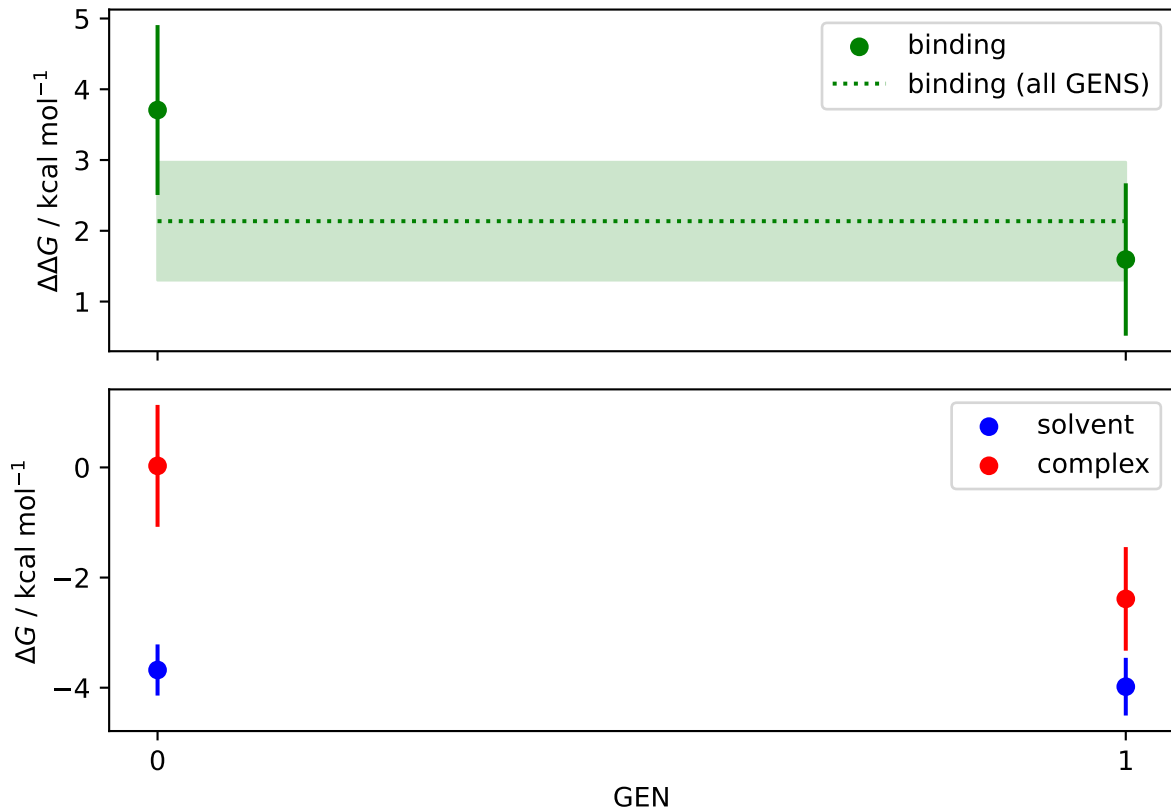 5
4
3
2
1
ΔΔG / kcal mol⁻¹
binding
binding (all GENS)
0
−2
−4
ΔG / kcal mol⁻¹
solvent
complex
0 1
GEN